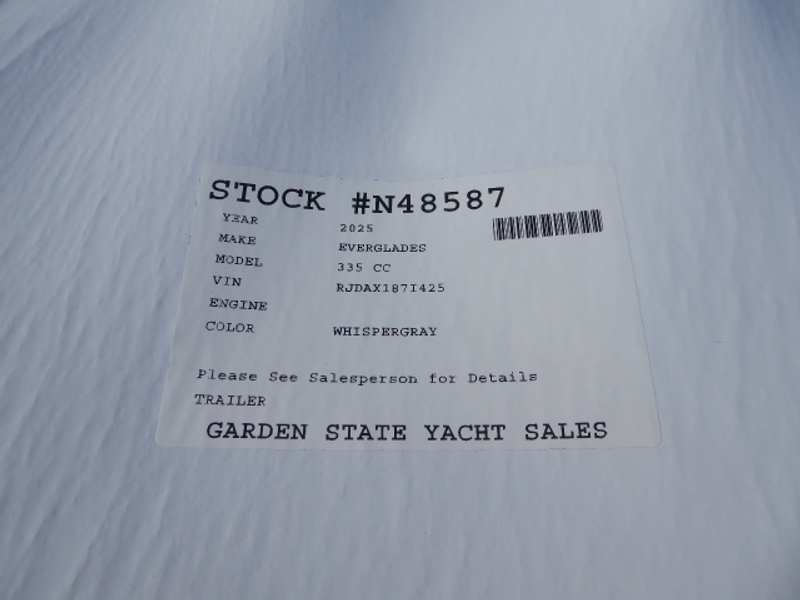 STOCK #N48587
YEAR 2025
MAKE EVERGLADES
MODEL 335 CC
VIN RJDAX187I425
ENGINE
COLOR WHISPERGRAY
Please See Salesperson for Details
TRAILER
GARDEN STATE YACHT SALES